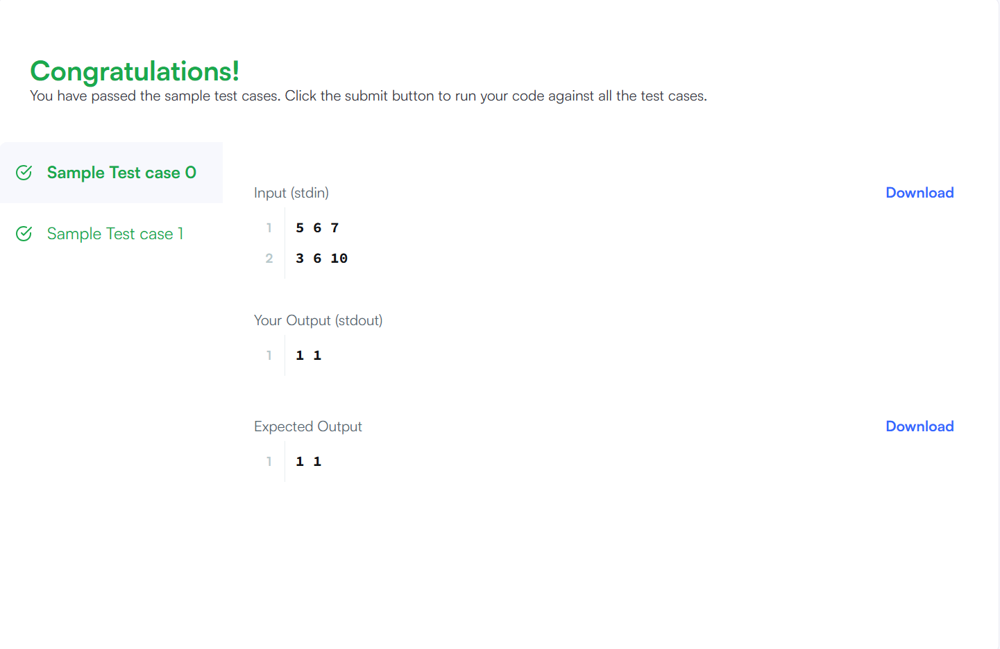 Congratulations!
You have passed the sample test cases. Click the submit button to run your code against all the test cases.
Sample Test case 0
Sample Test case 1
Input (stdin)
Download
1 5 6 7
2 3 6 10
Your Output (stdout)
1 1 1
Expected Output
Download
1 1 1